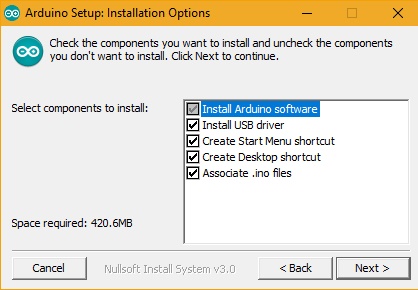 Arduino Setup: Installation Options
Check the components you want to install and uncheck the components
you don't want to install. Click Next to continue.
Select components to install:
Install Arduino software
Install USB driver
Create Start Menu shortcut
Create Desktop shortcut
Associate .ino files
Space required: 420.6MB
Cancel
Nullsoft Install System v3.0
< Back
Next >